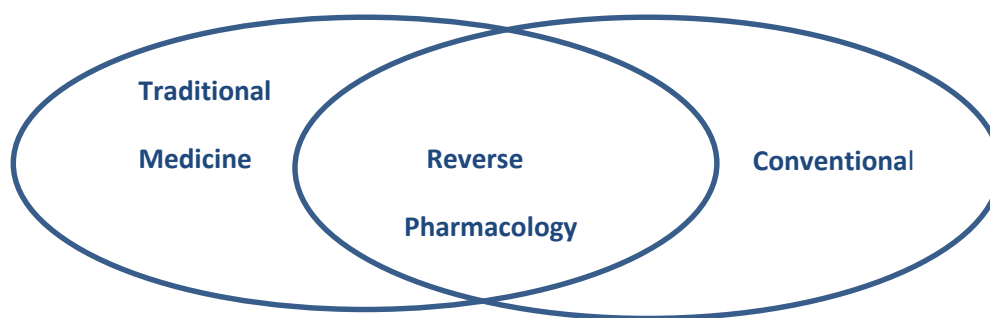 Traditional
Medicine
Reverse
Pharmacology
Conventional